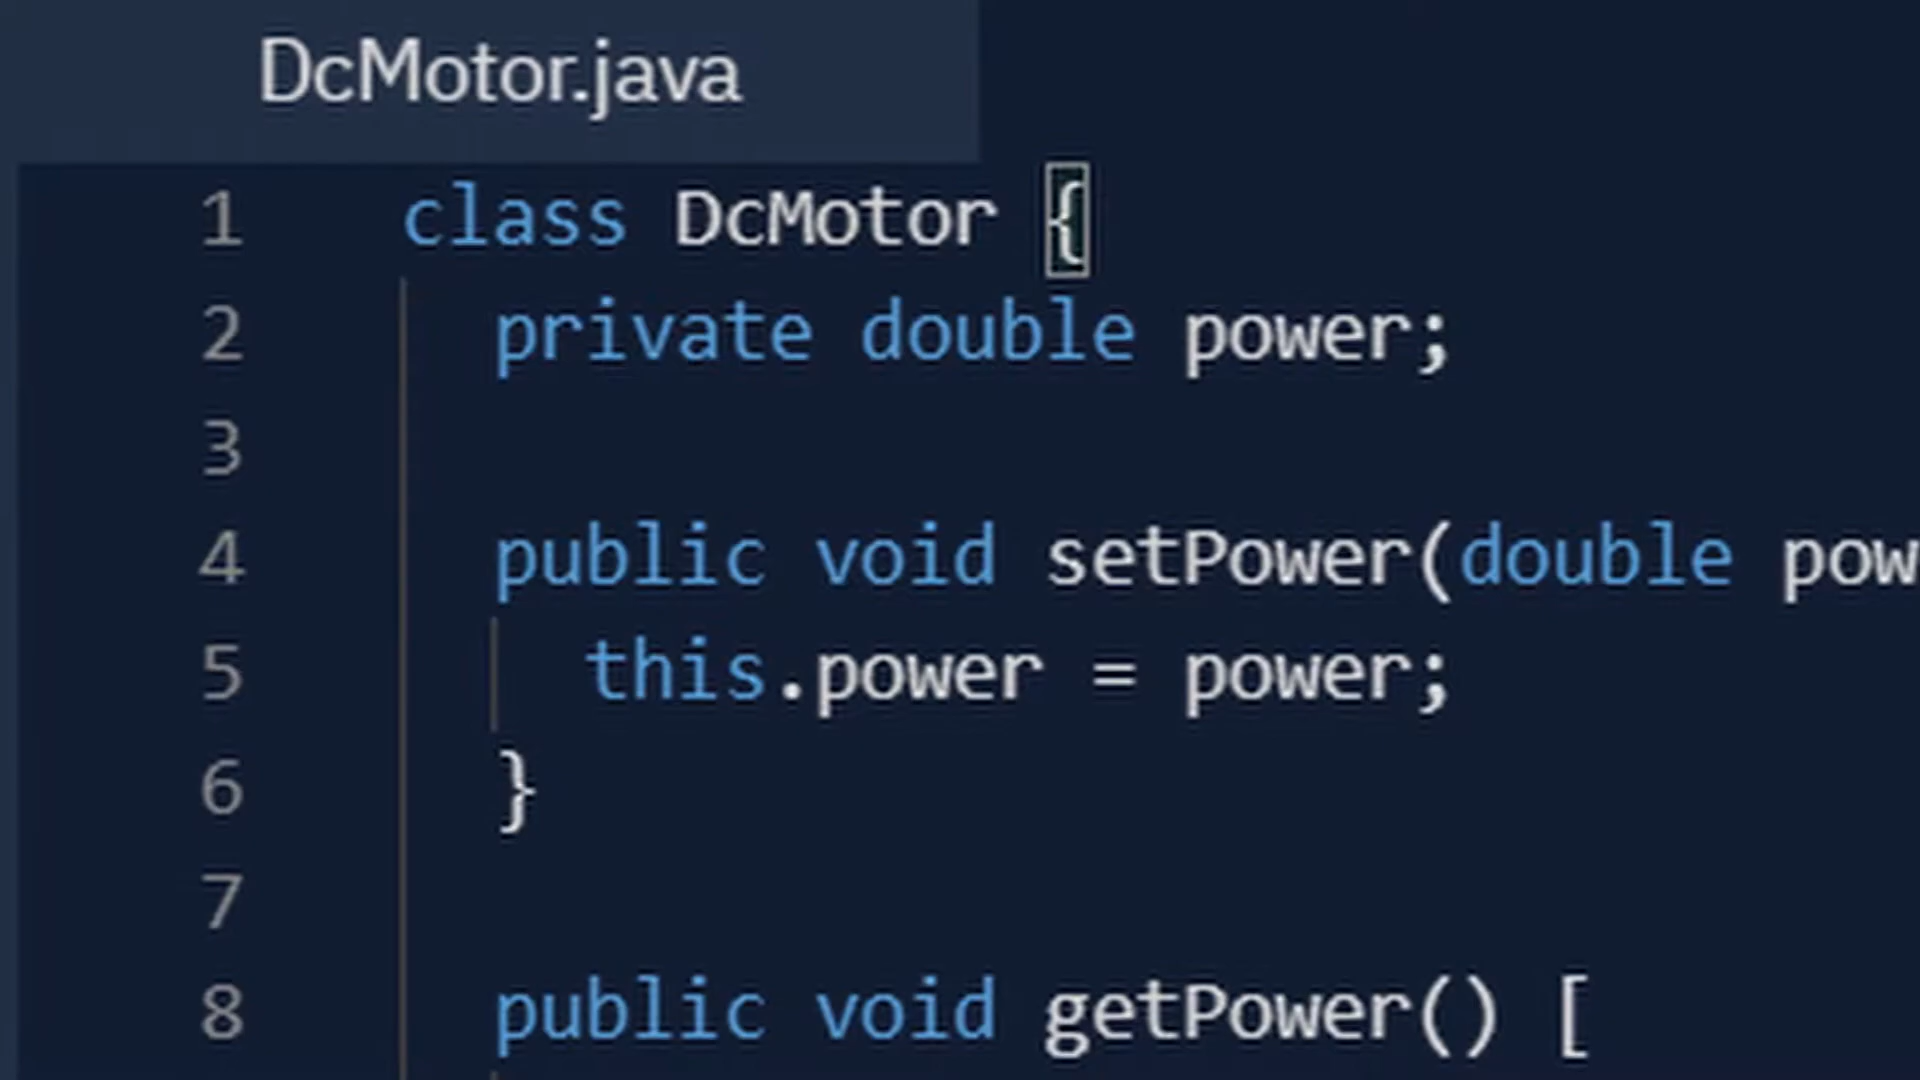 DcMotor.java
1 class DcMotor {
2 private double power;
3
4 public void setPower(double pow
5 this.power = power;
6 }
7
8 public void getPower() [